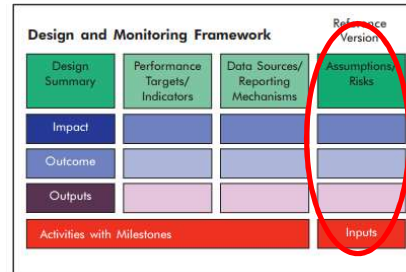 Reference
Version
Design and Monitoring Framework
Design
Summary
Performance
Targets/
Indicators
Data Sources/
Reporting
Mechanisms
Assumptions/
Risks
Impact
Outcome
Outputs
Activities with Milestones
Inputs